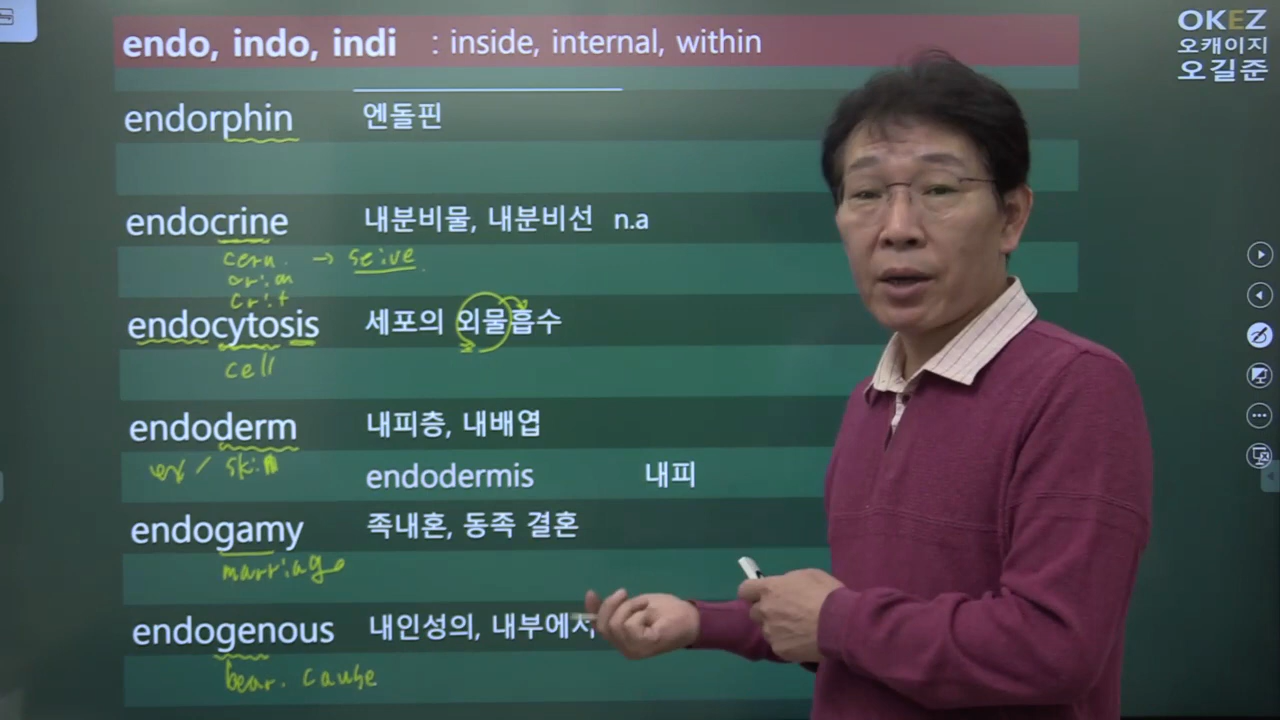 endo, indo, indi : inside, internal, within
OKEZ
오캐이지
오길준
endorphin 엔돌핀
endocrine 내분비물, 내분비선 n.a
cern → seive
crim
crit
endocytosis 세포의 외물흡수
cell
endoderm 내피층, 내배엽
/ skin
endodermis 내피
endogamy 족내혼, 동족 결혼
marriage
endogenous 내인성의, 내부에서
bear. cause